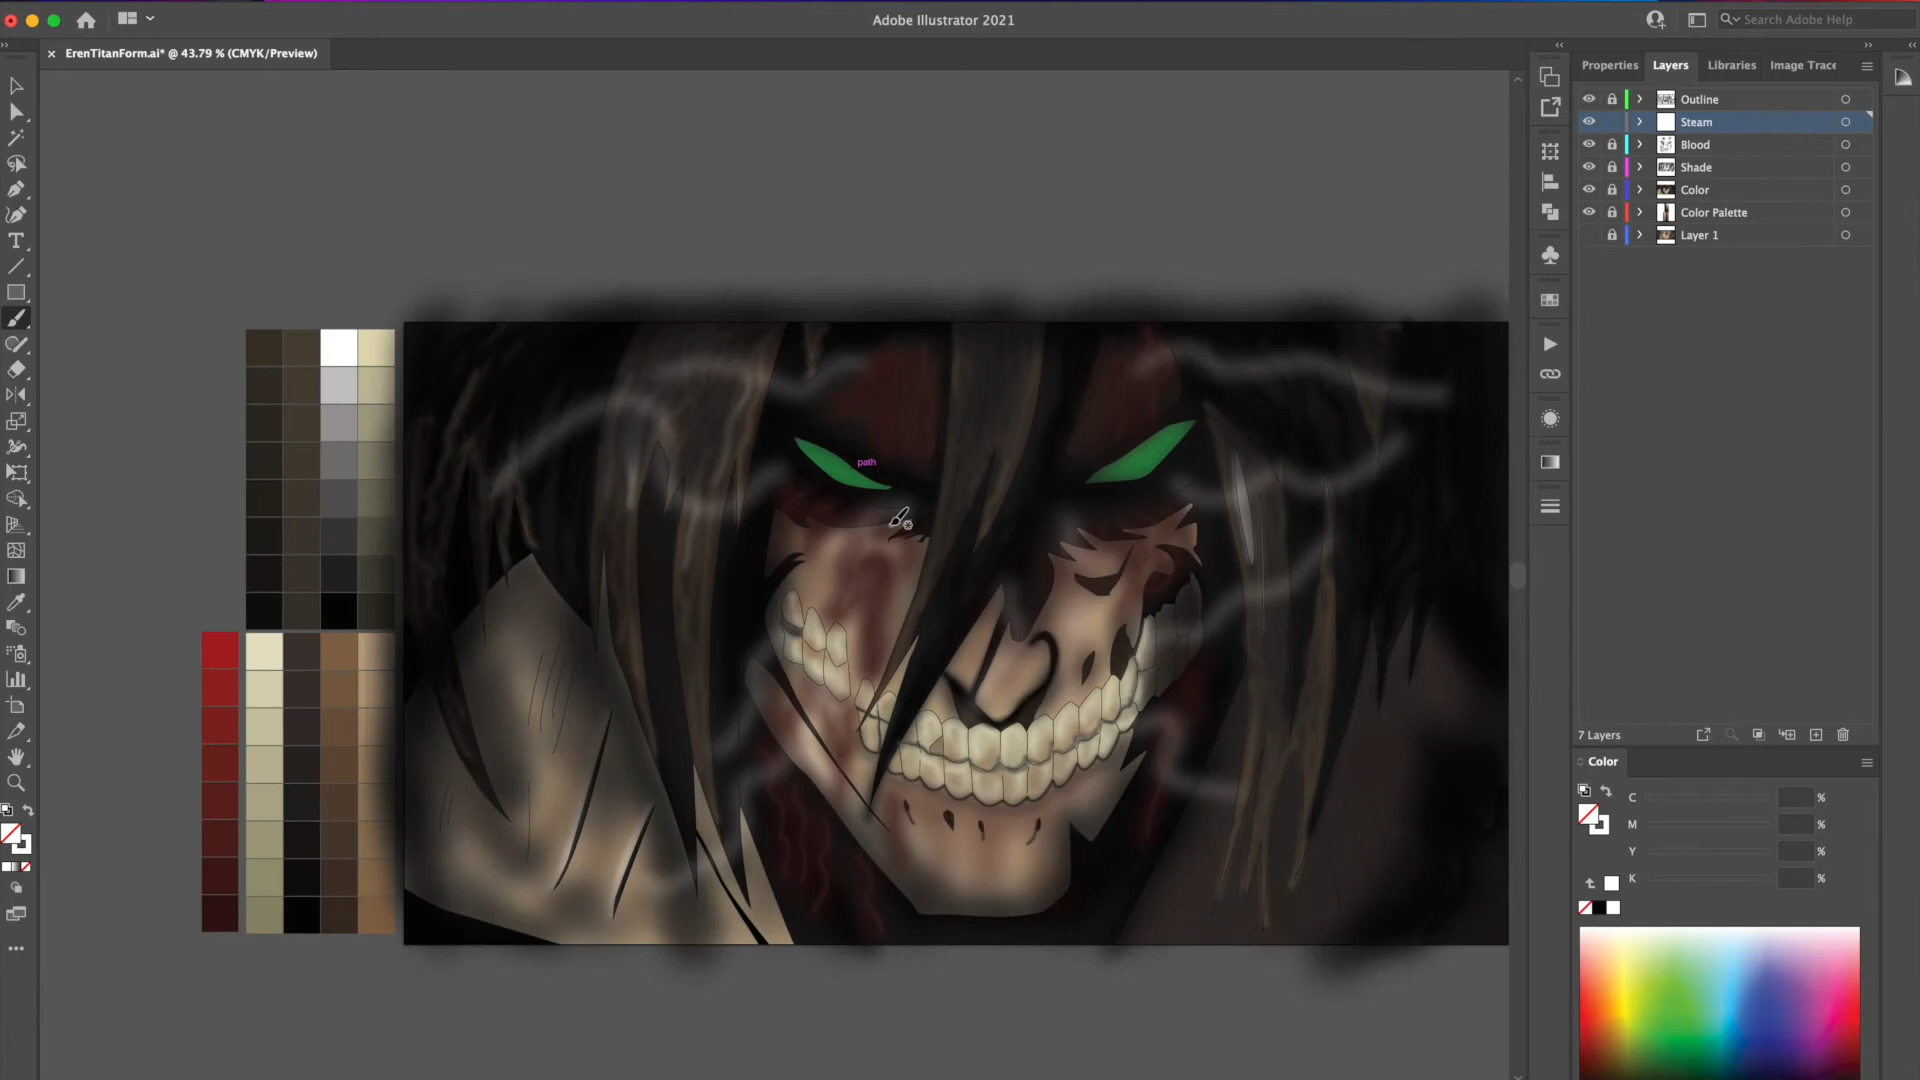 Adobe Illustrator 2021
Search Adobe Help
ErenTitanForm.ai* @ 43.79 % (CMYK/Preview)
Properties
Layers
Libraries
Image Trace
Outline
Steam
Blood
Shade
Color
Color Palette
Layer 1
path
7 Layers
Color
C %
M %
Y %
K %